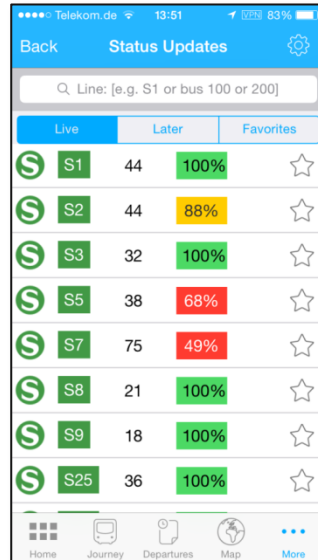 Telekom.de 13:51 VPN 83%
Back Status Updates
Line: [e.g. S1 or bus 100 or 200]
Live Later Favorites
S S1 44 100%
S S2 44 88%
S S3 32 100%
S S5 38 68%
S S7 75 49%
S S8 21 100%
S S9 18 100%
S S25 36 100%
Home Journey Departures Map More